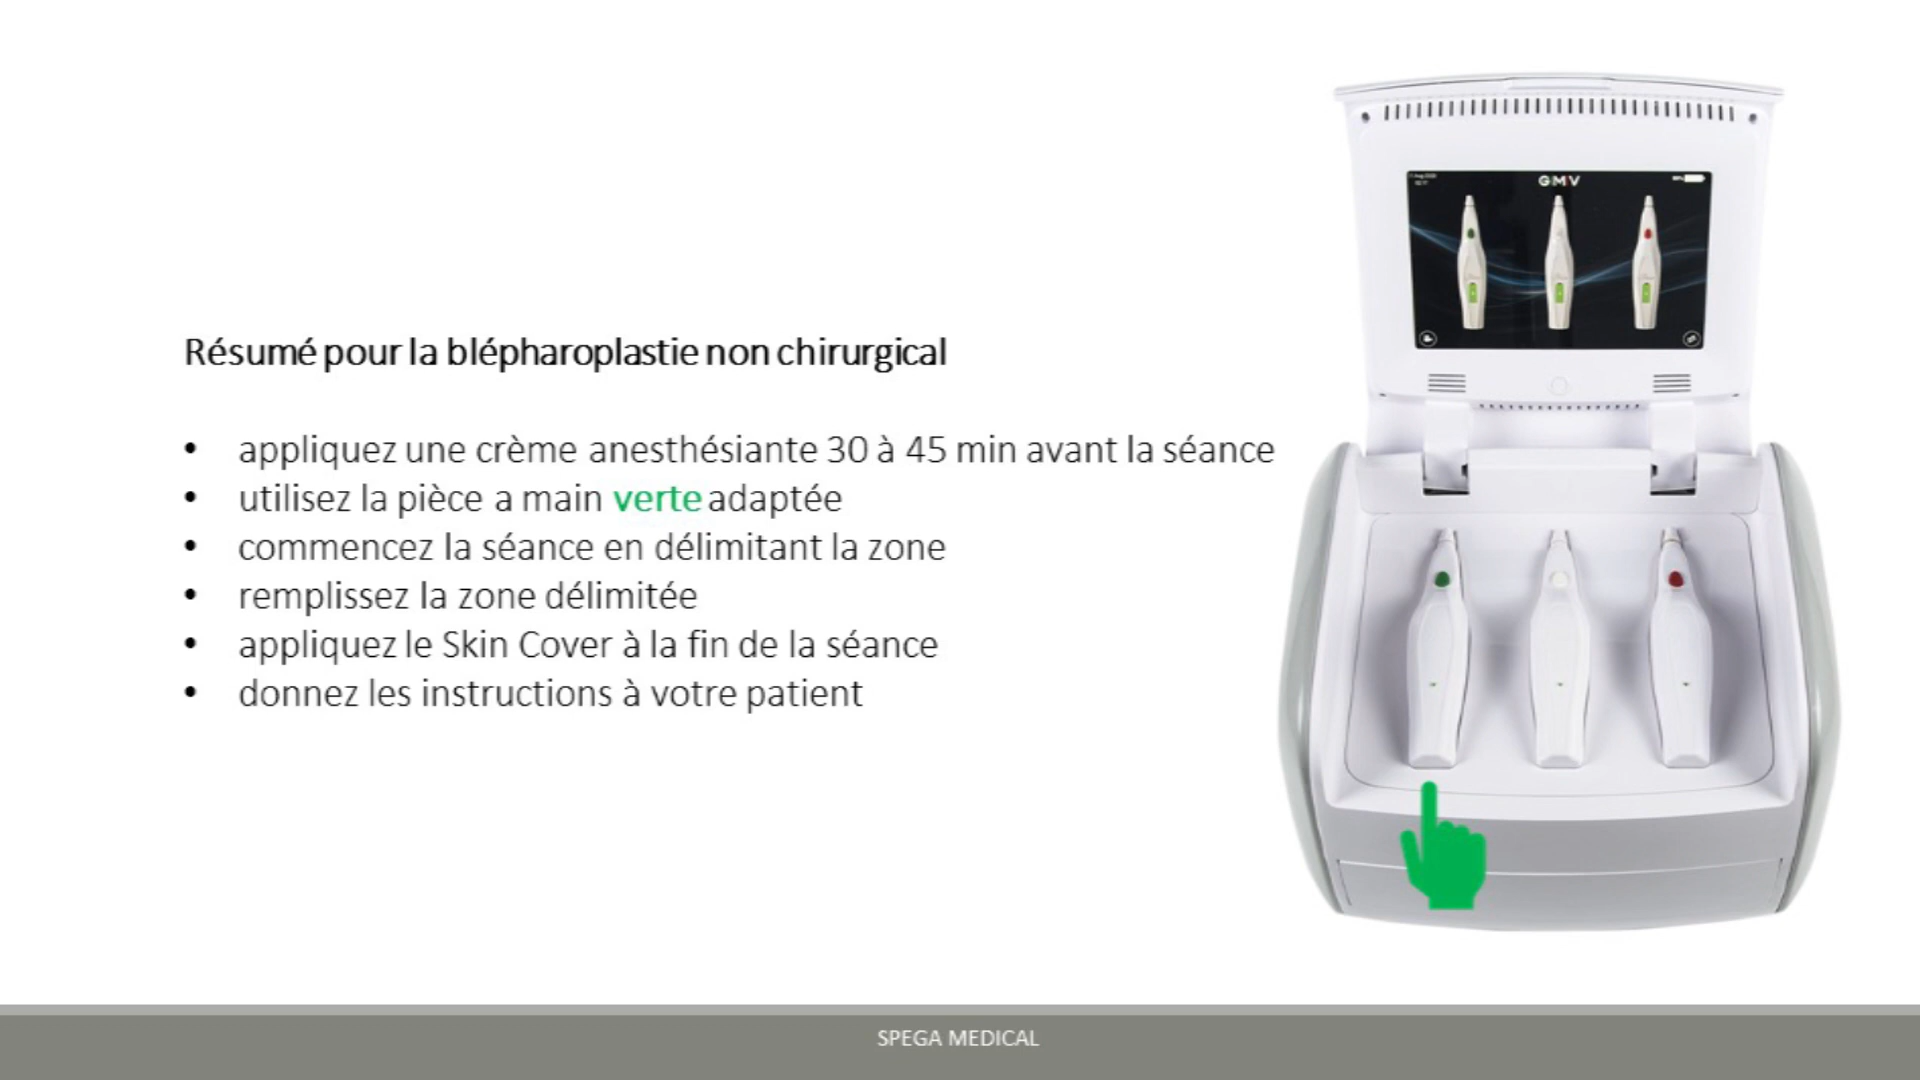 Résumé pour la blépharoplastie non chirurgical
• appliquez une crème anesthésiante 30 à 45 min avant la séance
• utilisez la pièce a main verte adaptée
• commencez la séance en délimitant la zone
• remplissez la zone délimitée
• appliquez le Skin Cover à la fin de la séance
• donnez les instructions à votre patient
GMV
SPEGA MEDICAL